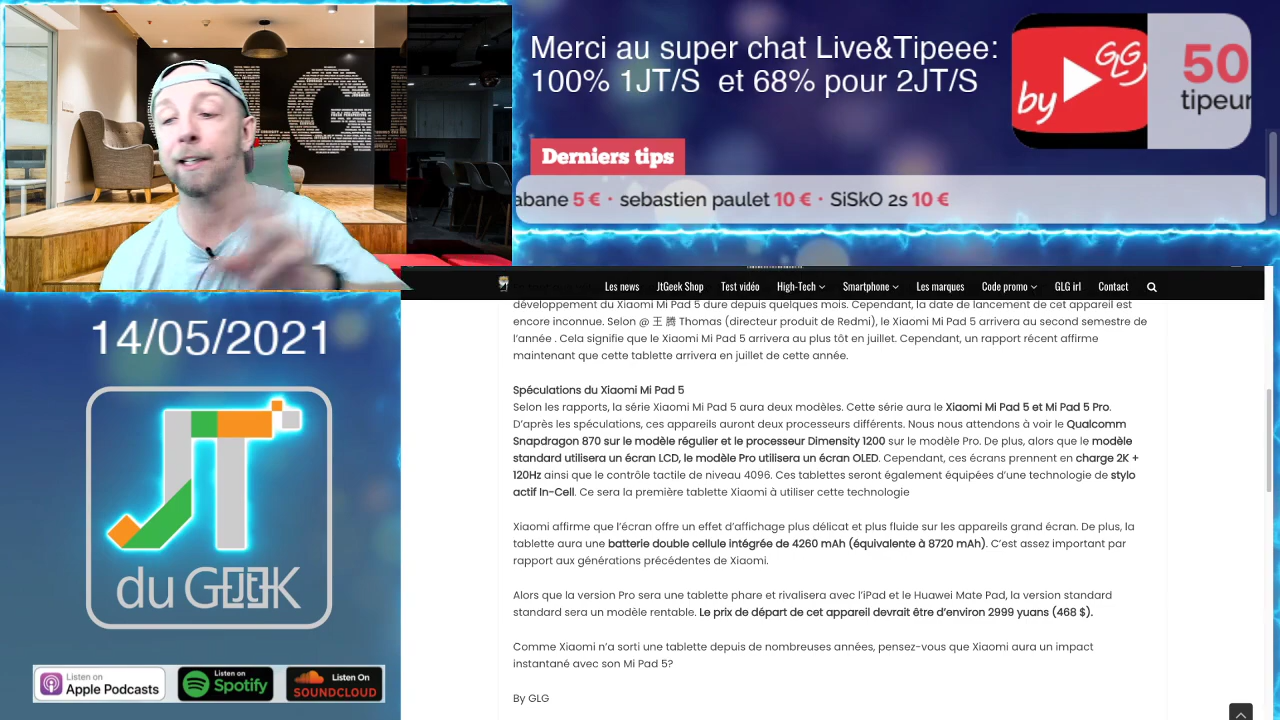 Merci au super chat Live&Tipeee:
100% 1JT/S et 68% pour 2JT/S
by GG
50
tipeur
Derniers tips
abane 5 € · sebastien paulet 10 € · SiSkO 2s 10 €
14/05/2021
JT
du GEEK
JTG
Listen on
Apple Podcasts
Listen on
Spotify
Listen On
SOUNDCLOUD
Les news JtGeek Shop Test vidéo High-Tech Smartphone Les marques Code promo GLG irl Contact
développement du Xiaomi Mi Pad 5 dure depuis quelques mois. Cependant, la date de lancement de cet appareil est
encore inconnue. Selon @ 王 腾 Thomas (directeur produit de Redmi), le Xiaomi Mi Pad 5 arrivera au second semestre de
l’année . Cela signifie que le Xiaomi Mi Pad 5 arrivera au plus tôt en juillet. Cependant, un rapport récent affirme
maintenant que cette tablette arrivera en juillet de cette année.
Spéculations du Xiaomi Mi Pad 5
Selon les rapports, la série Xiaomi Mi Pad 5 aura deux modèles. Cette série aura le Xiaomi Mi Pad 5 et Mi Pad 5 Pro.
D’après les spéculations, ces appareils auront deux processeurs différents. Nous nous attendons à voir le Qualcomm
Snapdragon 870 sur le modèle régulier et le processeur Dimensity 1200 sur le modèle Pro. De plus, alors que le modèle
standard utilisera un écran LCD, le modèle Pro utilisera un écran OLED. Cependant, ces écrans prennent en charge 2K +
120Hz ainsi que le contrôle tactile de niveau 4096. Ces tablettes seront également équipées d’une technologie de stylo
actif In-Cell. Ce sera la première tablette Xiaomi à utiliser cette technologie
Xiaomi affirme que l’écran offre un effet d’affichage plus délicat et plus fluide sur les appareils grand écran. De plus, la
tablette aura une batterie double cellule intégrée de 4260 mAh (équivalente à 8720 mAh). C’est assez important par
rapport aux générations précédentes de Xiaomi.
Alors que la version Pro sera une tablette phare et rivalisera avec l’iPad et le Huawei Mate Pad, la version standard
standard sera un modèle rentable. Le prix de départ de cet appareil devrait être d’environ 2999 yuans (468 $).
Comme Xiaomi n’a sorti une tablette depuis de nombreuses années, pensez-vous que Xiaomi aura un impact
instantané avec son Mi Pad 5?
By GLG